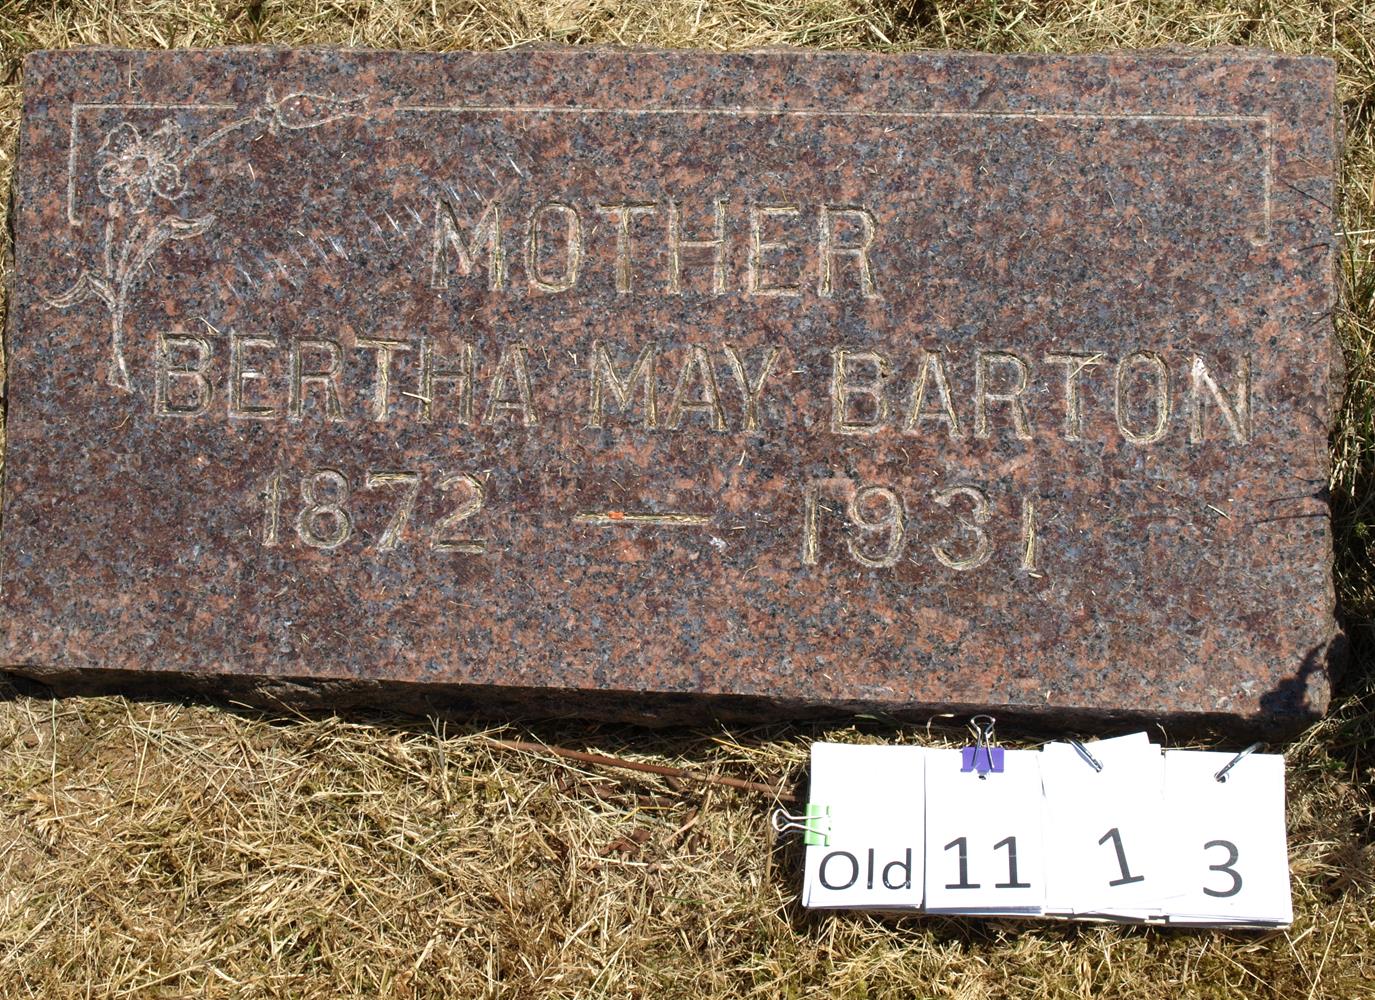 MOTHER
BERTHA MAY BARTON
1872 — 1931
Old 11 1 3